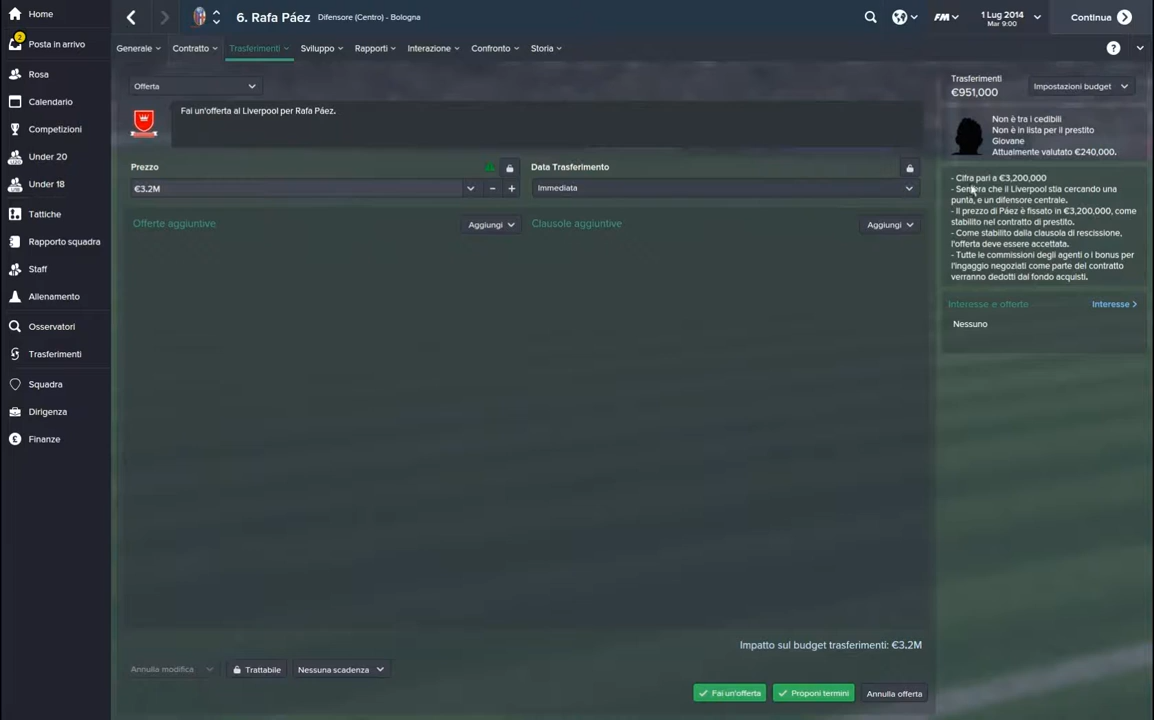 Home
6. Rafa Páez
Difensore (Centro) - Bologna
FM
1 Lug 2014
Mar 9:00
Continua
2
Posta in arrivo
Generale
Contratto
Trasferimenti
Sviluppo
Rapporti
Interazione
Confronto
Storia
?
Rosa
Calendario
Competizioni
Under 20
Under 18
Tattiche
Rapporto squadra
Staff
Allenamento
Osservatori
Trasferimenti
Squadra
Dirigenza
Finanze
Offerta
Fai un'offerta al Liverpool per Rafa Páez.
Prezzo
€3.2M
Data Trasferimento
Immediata
Offerte aggiuntive
Aggiungi
Clausole aggiuntive
Aggiungi
Impatto sul budget trasferimenti: €3.2M
Annulla modifica
Trattabile
Nessuna scadenza
Fai un'offerta
Proponi termini
Annulla offerta
Trasferimenti
€951,000
Impostazioni budget
Non è tra i cedibili
Non è in lista per il prestito
Giovane
Attualmente valutato €240,000.
- Cifra pari a €3,200,000
- Sembra che il Liverpool stia cercando una
punta, e un difensore centrale.
- Il prezzo di Páez è fissato in €3,200,000, come
stabilito nel contratto di prestito.
- Come stabilito dalla clausola di rescissione,
l'offerta deve essere accettata.
- Tutte le commissioni degli agenti o i bonus per
l'ingaggio negoziati come parte del contratto
verranno dedotti dal fondo acquisti.
Interesse e offerte
Interesse >
Nessuno